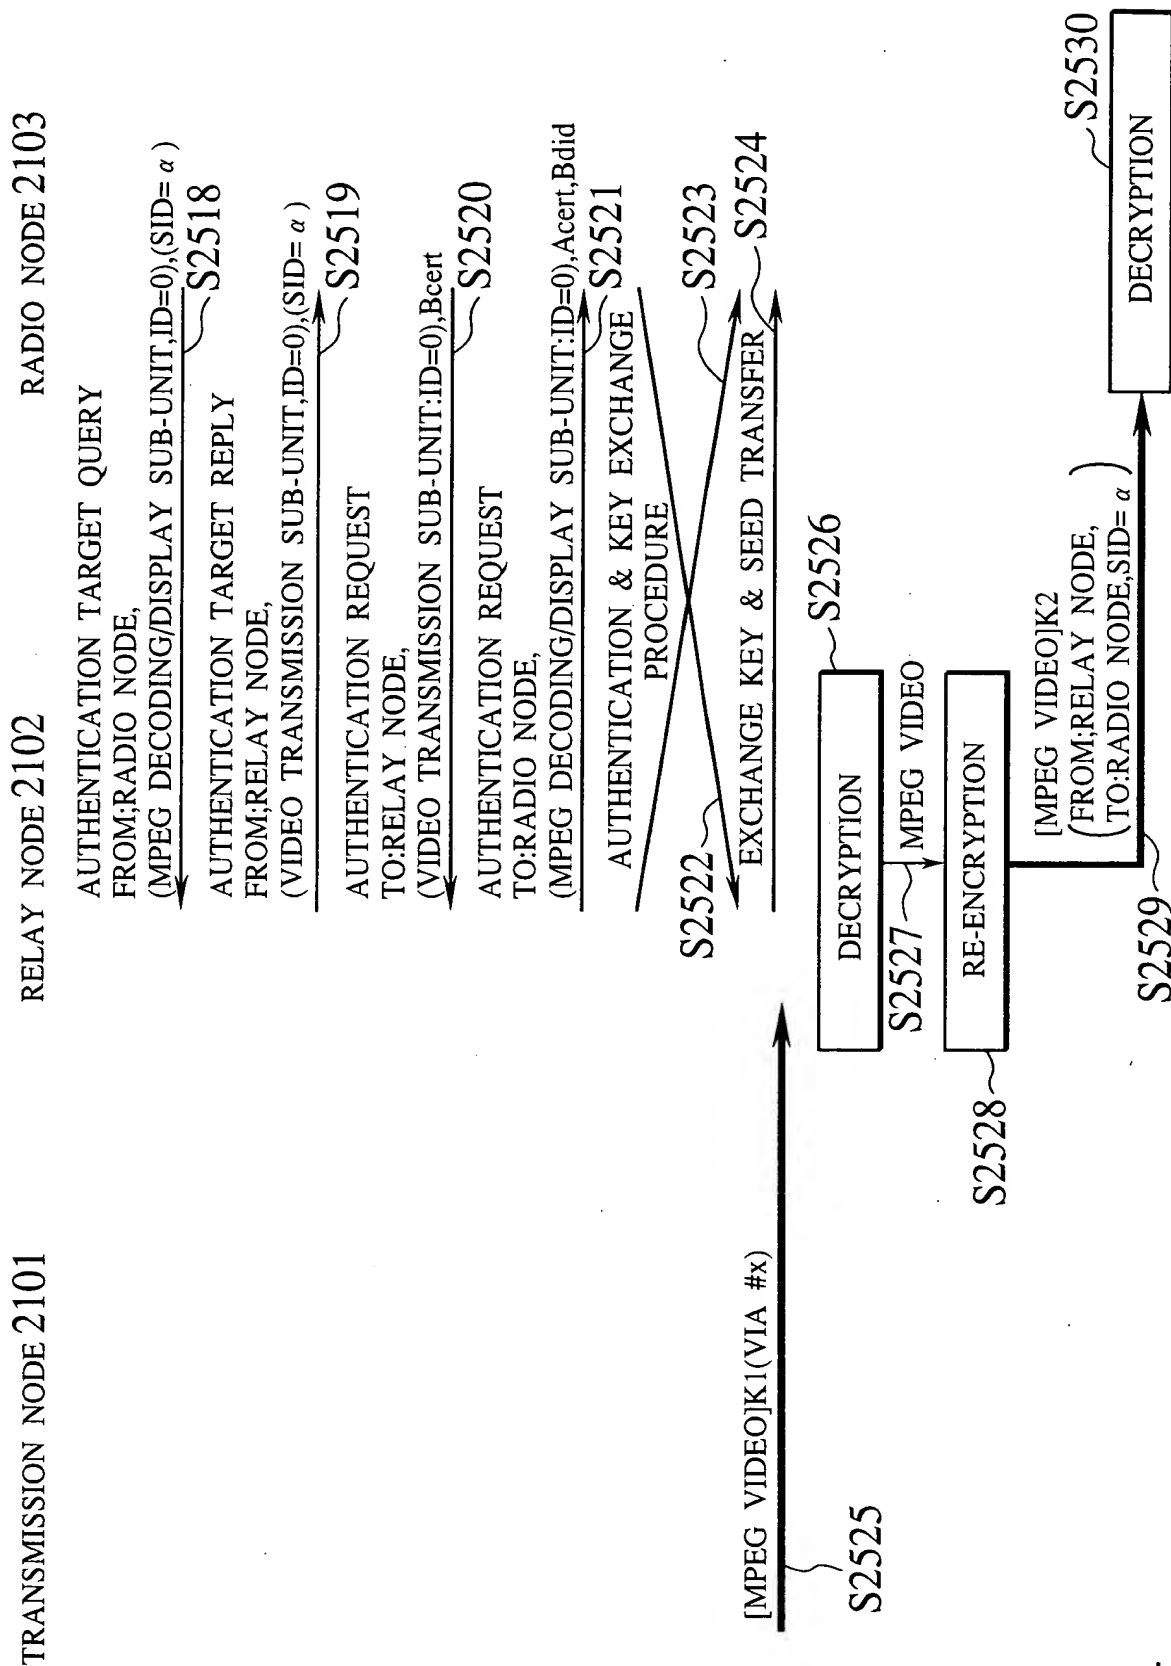 TRANSMISSION NODE 2101
RELAY NODE 2102
RADIO NODE 2103
AUTHENTICATION TARGET QUERY
FROM;RADIO NODE,
(MPEG DECODING/DISPLAY SUB-UNIT,ID=0),(SID= α )
S2518
AUTHENTICATION TARGET REPLY
FROM;RELAY NODE,
(VIDEO TRANSMISSION SUB-UNIT,ID=0),(SID= α )
S2519
AUTHENTICATION REQUEST
TO:RELAY NODE,
(VIDEO TRANSMISSION SUB-UNIT:ID=0),Bcert
S2520
AUTHENTICATION REQUEST
TO:RADIO NODE,
(MPEG DECODING/DISPLAY SUB-UNIT:ID=0),Acert,Bdid
S2521
AUTHENTICATION & KEY EXCHANGE
PROCEDURE
S2522
S2523
EXCHANGE KEY & SEED TRANSFER
S2524
[MPEG VIDEO]K1(VIA #x)
S2525
DECRYPTION
S2526
S2527
MPEG VIDEO
RE-ENCRYPTION
S2528
[MPEG VIDEO]K2
(FROM;RELAY NODE,
TO:RADIO NODE,SID= α )
S2529
DECRYPTION
S2530